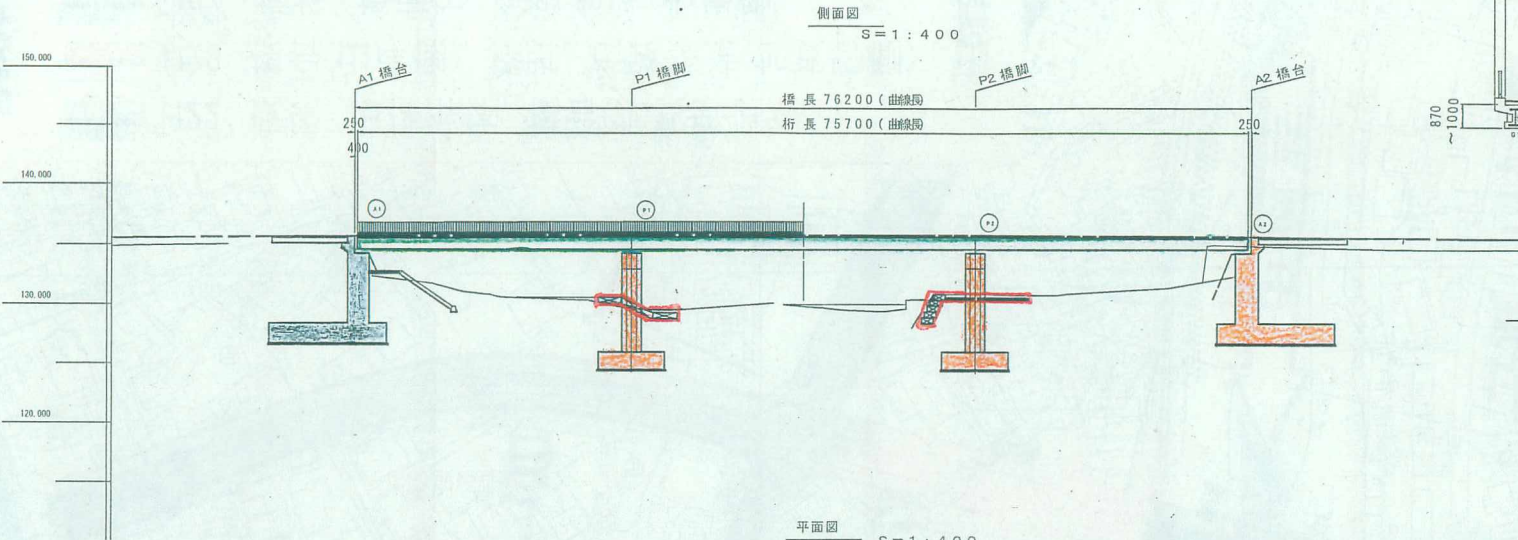 側面図
S=1:400
150.000
140.000
130.000
120.000
A1 橋台
P1 橋脚
P2 橋脚
A2 橋台
橋 長 76200 ( 曲線長)
桁 長 75700 ( 曲線長)
250
400
250
A1
P1
P2
A2
870
~1000
平面図
S=1:400